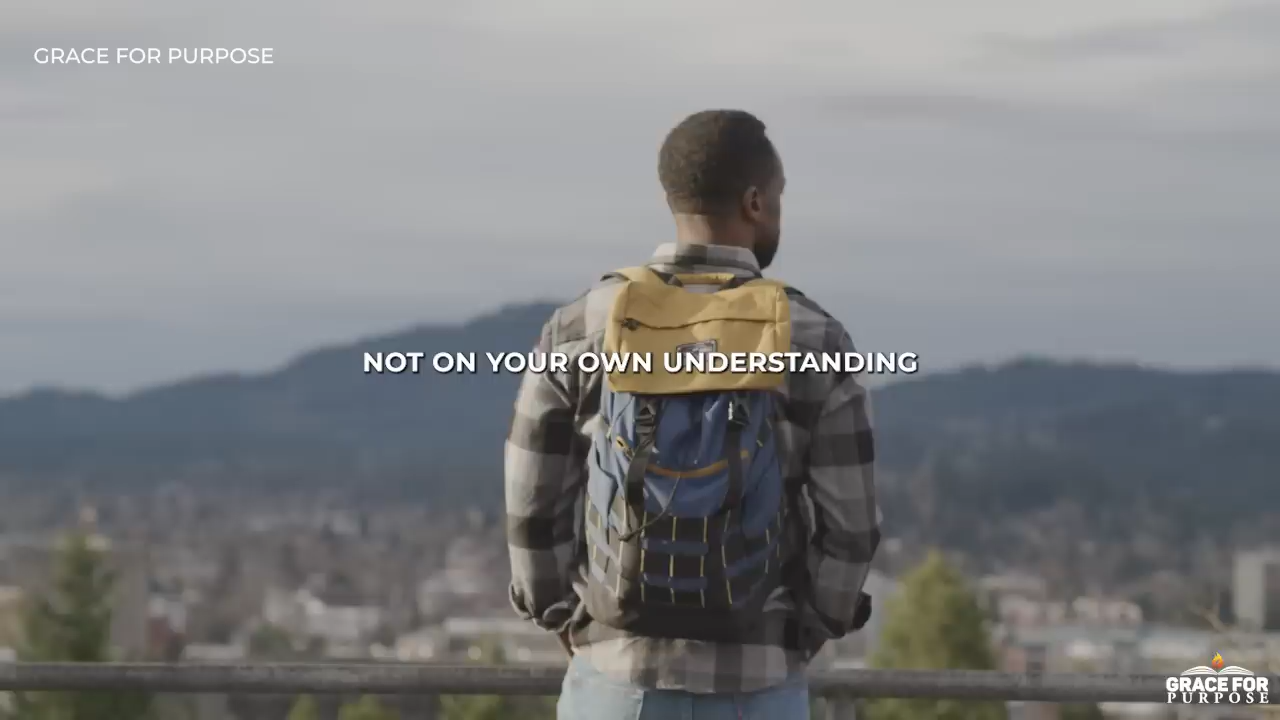 GRACE FOR PURPOSE
NOT ON YOUR OWN UNDERSTANDING
GRACE FOR
PURPOSE